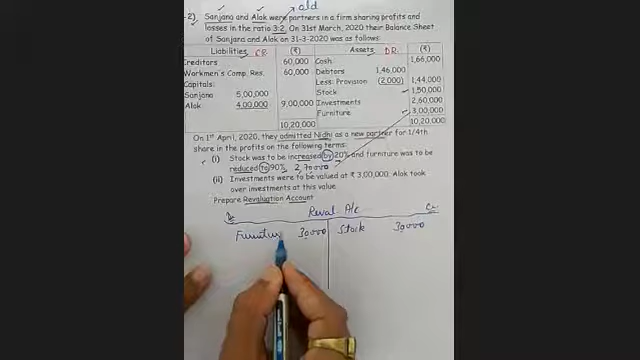 old
-2). Sanjana and Alok were partners in a firm sharing profits and
losses in the ratio 3:2. On 31st March, 2020 their Balance Sheet
of Sanjana and Alok on 31-3-2020 was as follows:
Liabilities CR. (₹) Assets DR. (₹)
Creditors 60,000 Cash 1,66,000
Workmen's Comp. Res. 60,000 Debtors 1,46,000
Capitals: Less: Provision (2,000) 1,44,000
Sanjana 5,00,000 Stock 1,50,000
Alok 4,00,000 9,00,000 Investments 2,60,000
Furniture 3,00,000
10,20,000 10,20,000
On 1st April, 2020, they admitted Nidhi as a new partner for 1/4th
share in the profits on the following terms:
(i) Stock was to be increased by 20% and furniture was to be
reduced to 90%. 2,70000
(ii) Investments were to be valued at ₹ 3,00,000. Alok took
over investments at this value
Prepare Revaluation Account
Dr Reval A/c Cr
Furnitur 30000 Stock 30000